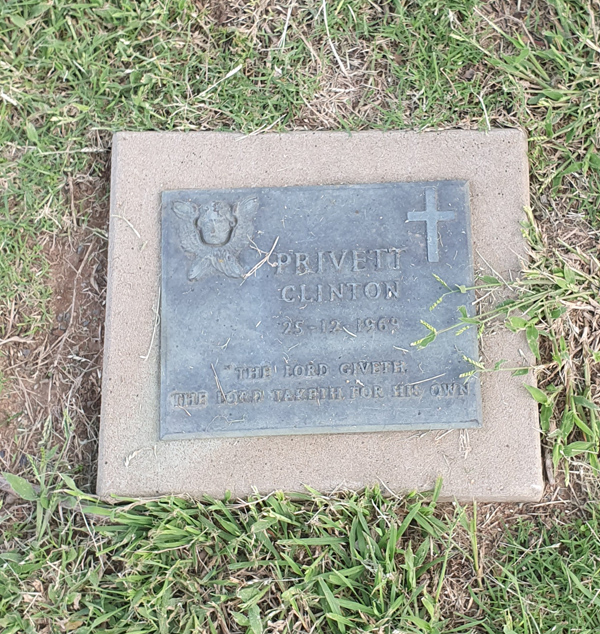 PRIVETT
CLINTON
25-12-1969
"THE LORD GIVETH.
THE LORD TAKETH FOR HIS OWN